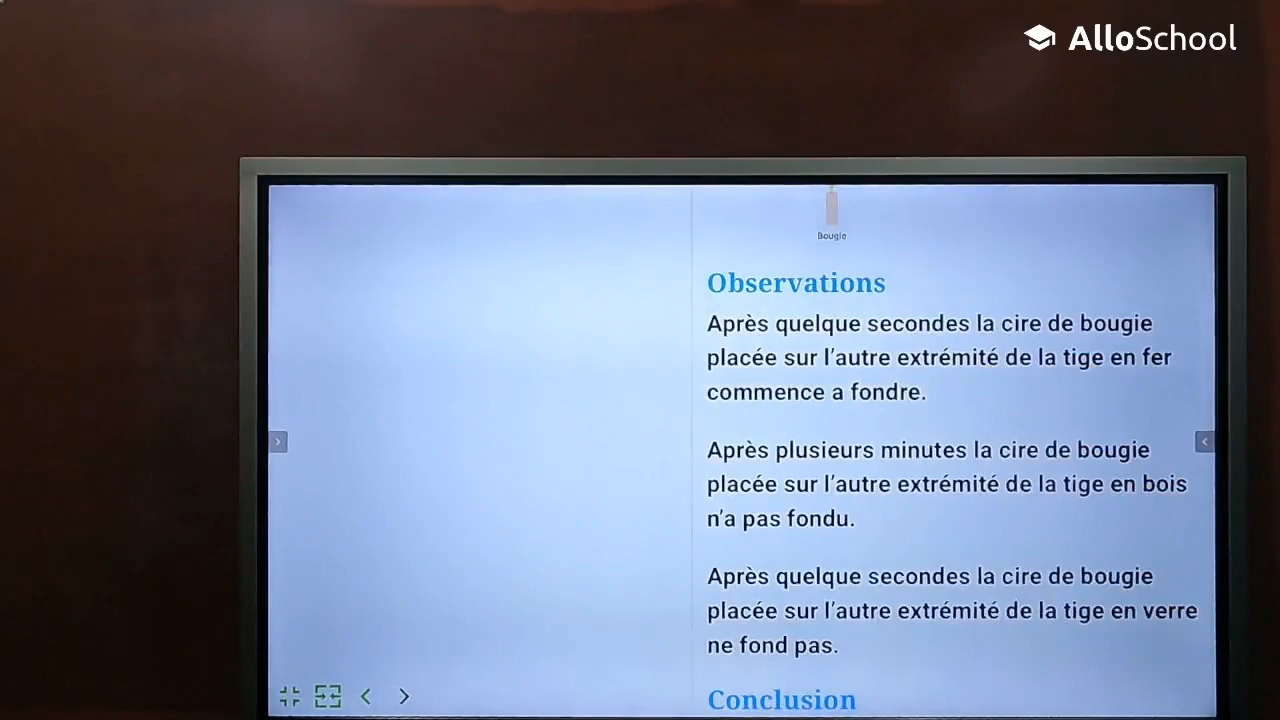 AlloSchool
Bougie
Observations
Après quelque secondes la cire de bougie
placée sur l'autre extrémité de la tige en fer
commence a fondre.
Après plusieurs minutes la cire de bougie
placée sur l'autre extrémité de la tige en bois
n'a pas fondu.
Après quelque secondes la cire de bougie
placée sur l'autre extrémité de la tige en verre
ne fond pas.
Conclusion